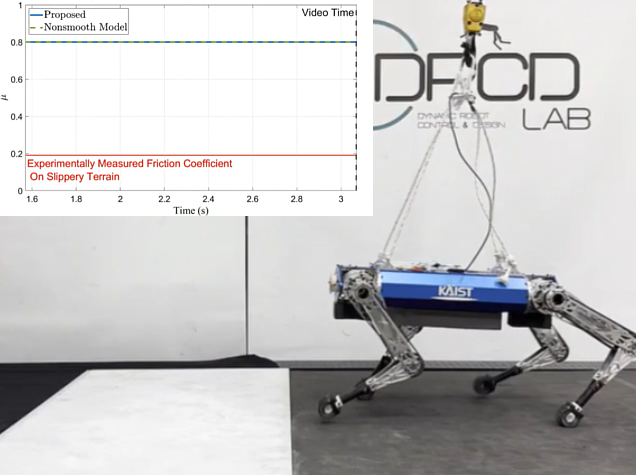 1
0.8
0.6
0.4
0.2
0
μ
Proposed
Nonsmooth Model
Video Time
Experimentally Measured Friction Coefficient
On Slippery Terrain
1.6 1.8 2 2.2 2.4 2.6 2.8 3
Time (s)
DRCD
DYNAMIC ROBOT
CONTROL & DESIGN
LAB
KAIST